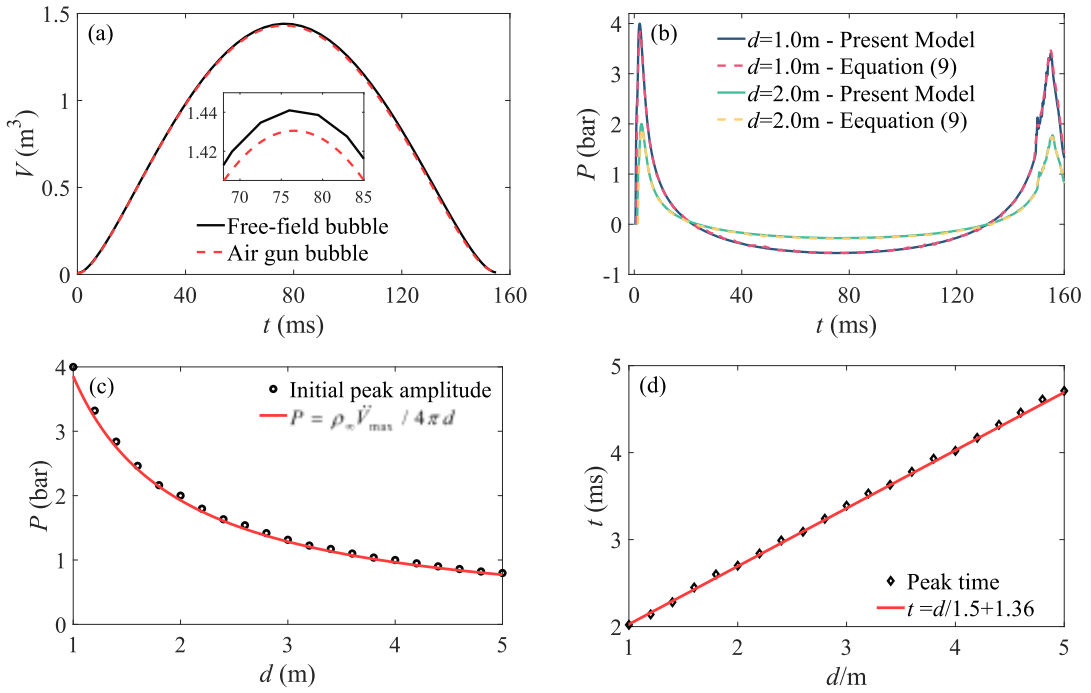 (a)
V (m³)
1.5
1
0.5
0
1.44
1.42
70 75 80 85
Free-field bubble
Air gun bubble
0 40 80 120 160
t (ms)
(b)
P (bar)
4
3
2
1
0
-1
d=1.0m - Present Model
d=1.0m - Equation (9)
d=2.0m - Present Model
d=2.0m - Eequation (9)
0 40 80 120 160
t (ms)
(c)
P (bar)
4
3
2
1
0
Initial peak amplitude
P = ρ∞V̈max / 4πd
1 2 3 4 5
d (m)
(d)
t (ms)
5
4
3
2
Peak time
t =d/1.5+1.36
1 2 3 4 5
d/m